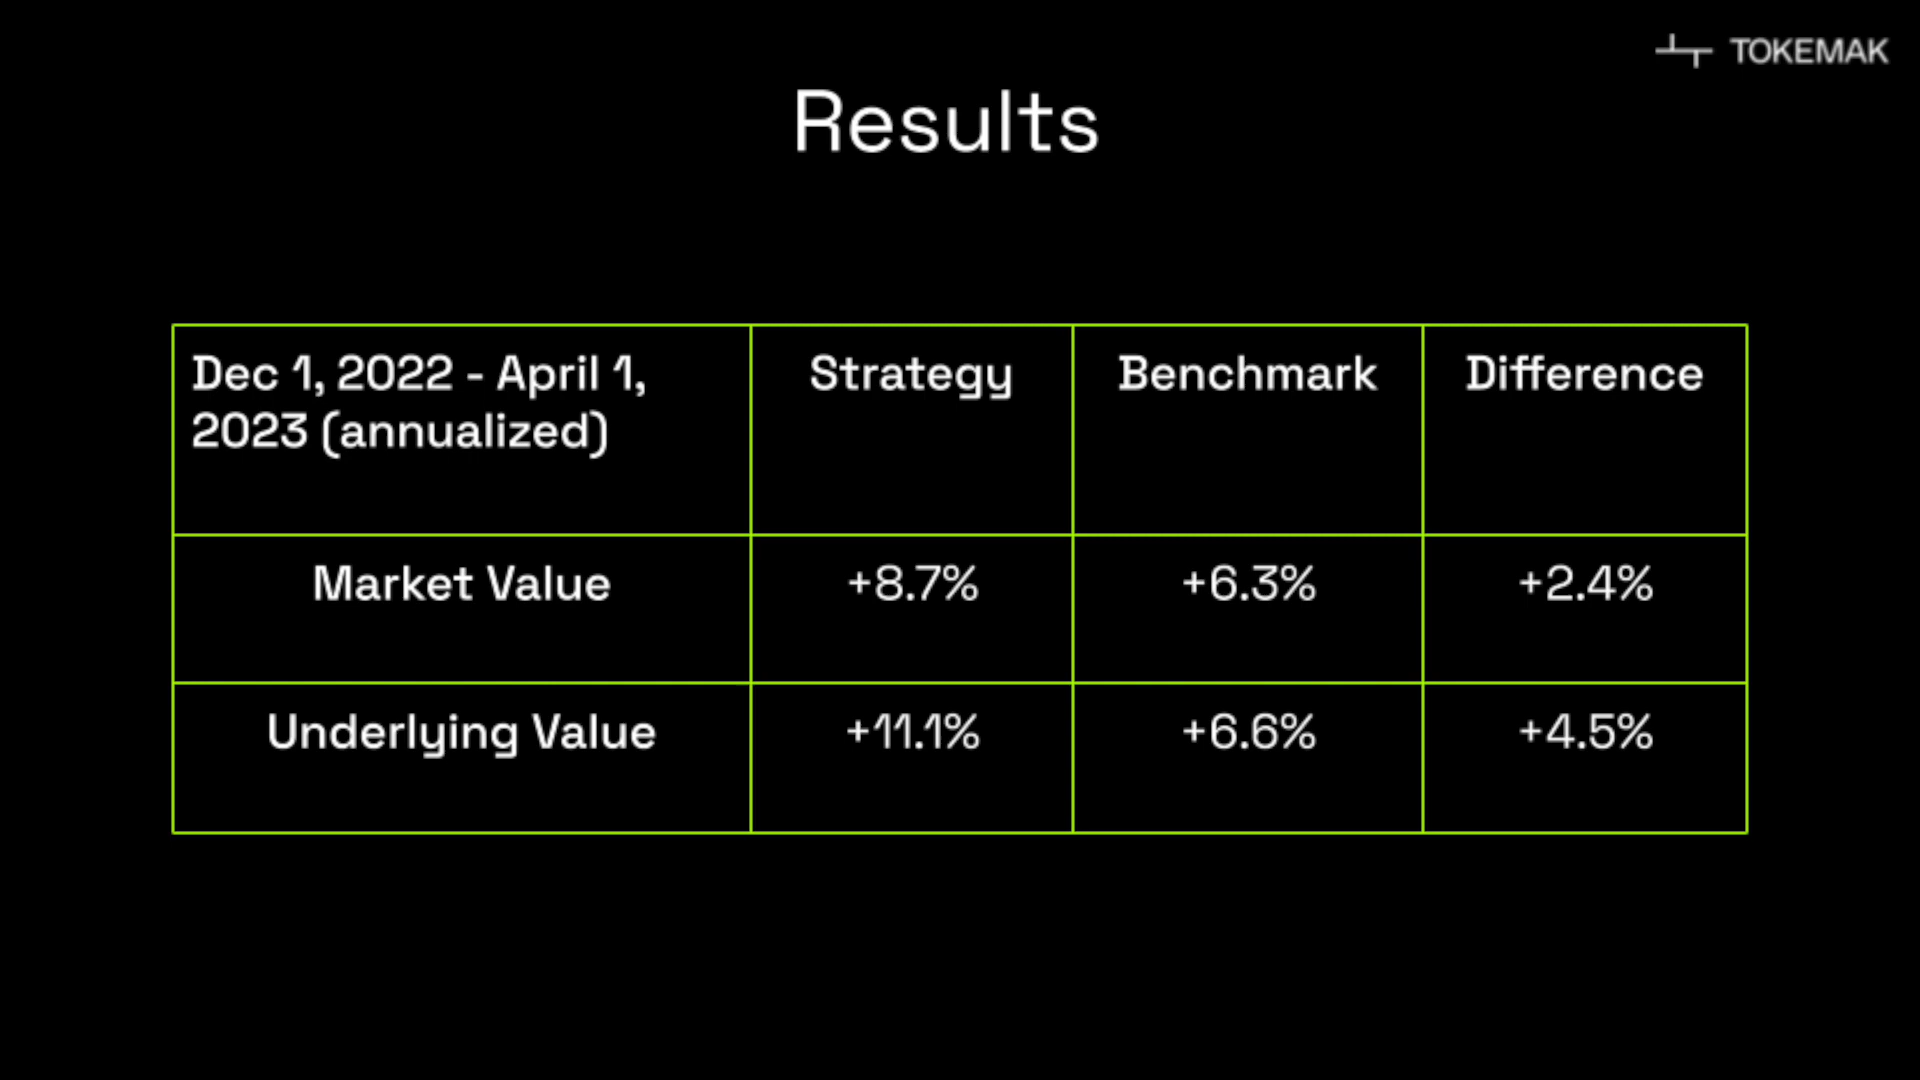 TOKEMAK
Results
Dec 1, 2022 - April 1,
2023 (annualized)
Strategy
Benchmark
Difference
Market Value
+8.7%
+6.3%
+2.4%
Underlying Value
+11.1%
+6.6%
+4.5%